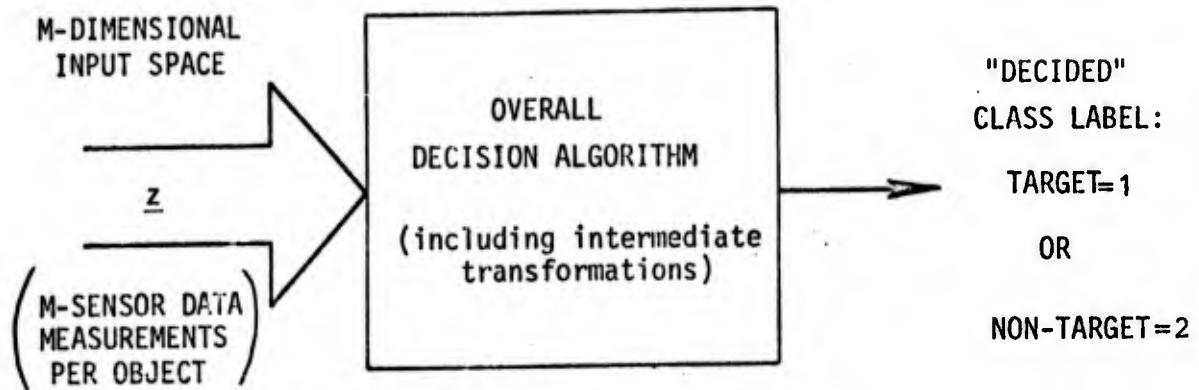 M-DIMENSIONAL
INPUT SPACE
z
(M-SENSOR DATA
MEASUREMENTS
PER OBJECT)
OVERALL
DECISION ALGORITHM
(including intermediate
transformations)
"DECIDED"
CLASS LABEL:
TARGET=1
OR
NON-TARGET=2